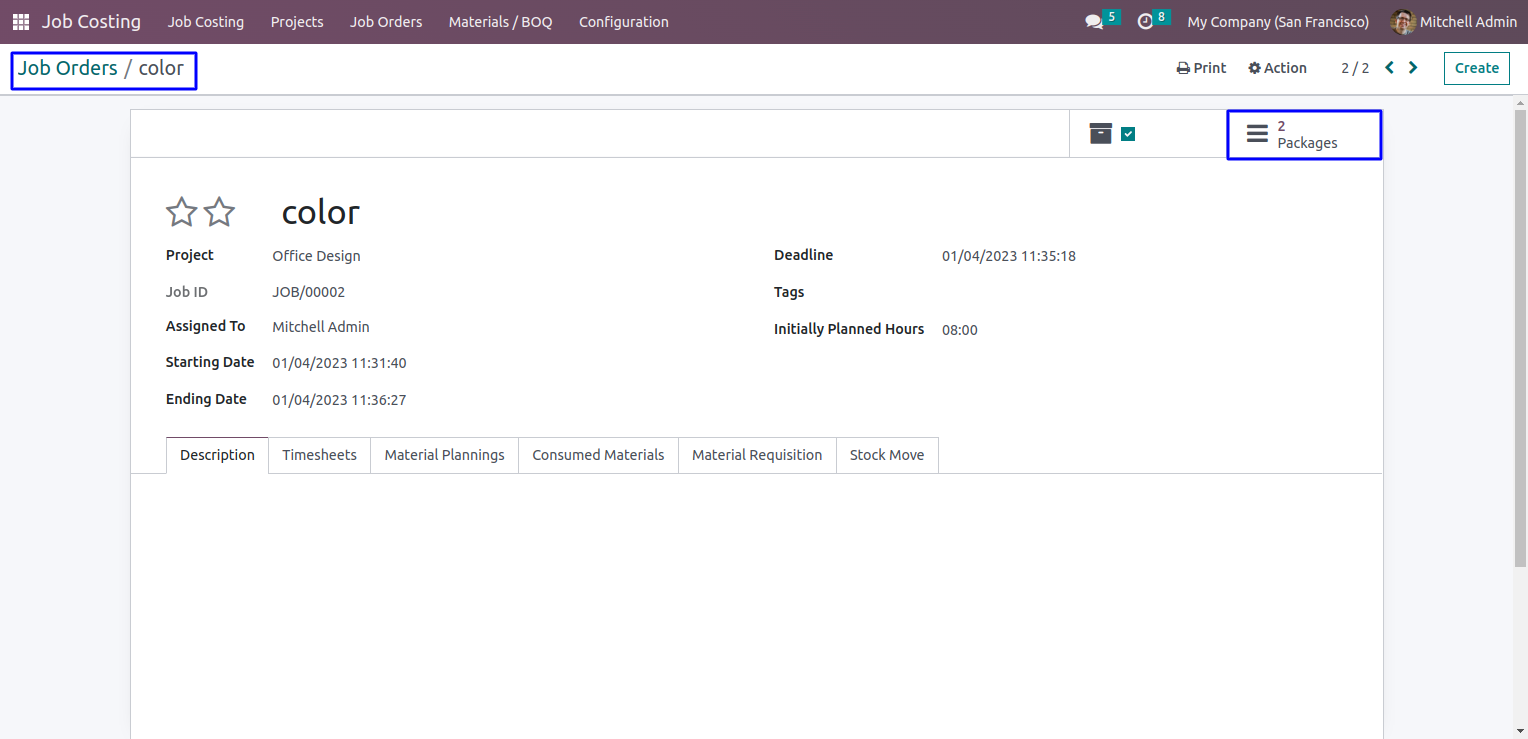 Job Costing Job Costing Projects Job Orders Materials / BOQ Configuration 5 8 My Company (San Francisco) Mitchell Admin
Job Orders / color Print Action 2 / 2 Create
2
Packages
color
Project Office Design Deadline 01/04/2023 11:35:18
Job ID JOB/00002 Tags
Assigned To Mitchell Admin Initially Planned Hours 08:00
Starting Date 01/04/2023 11:31:40
Ending Date 01/04/2023 11:36:27
Description Timesheets Material Plannings Consumed Materials Material Requisition Stock Move